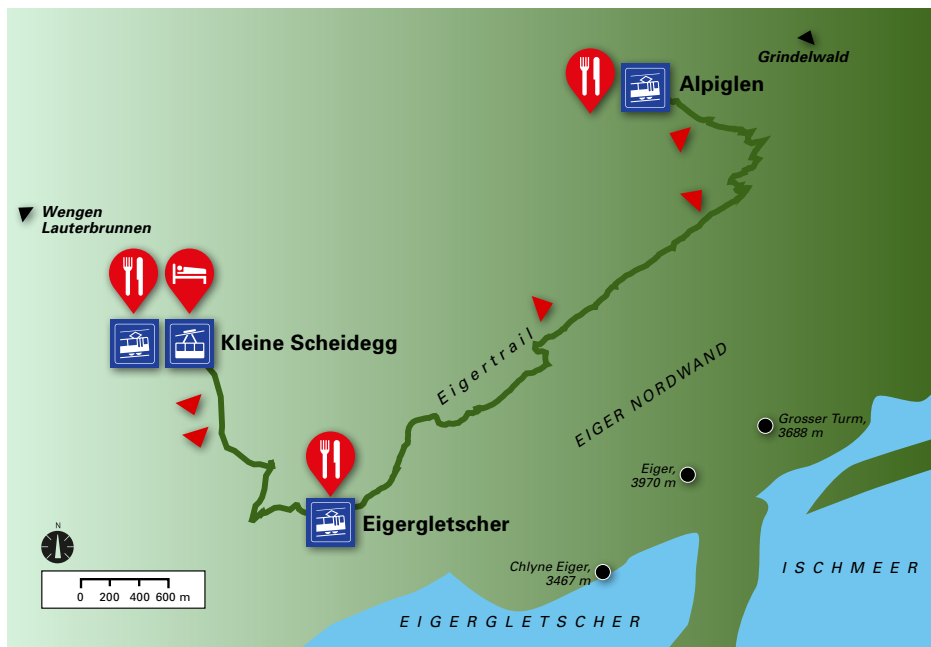 Grindelwald
Alpiglen
Wengen
Lauterbrunnen
Kleine Scheidegg
Eigertrail
EIGER NORDWAND
Grosser Turm,
3688 m
Eiger,
3970 m
Eigergletscher
N
Chlyne Eiger,
3467 m
ISCHMEER
0 200 400 600 m
EIGERGLETSCHER